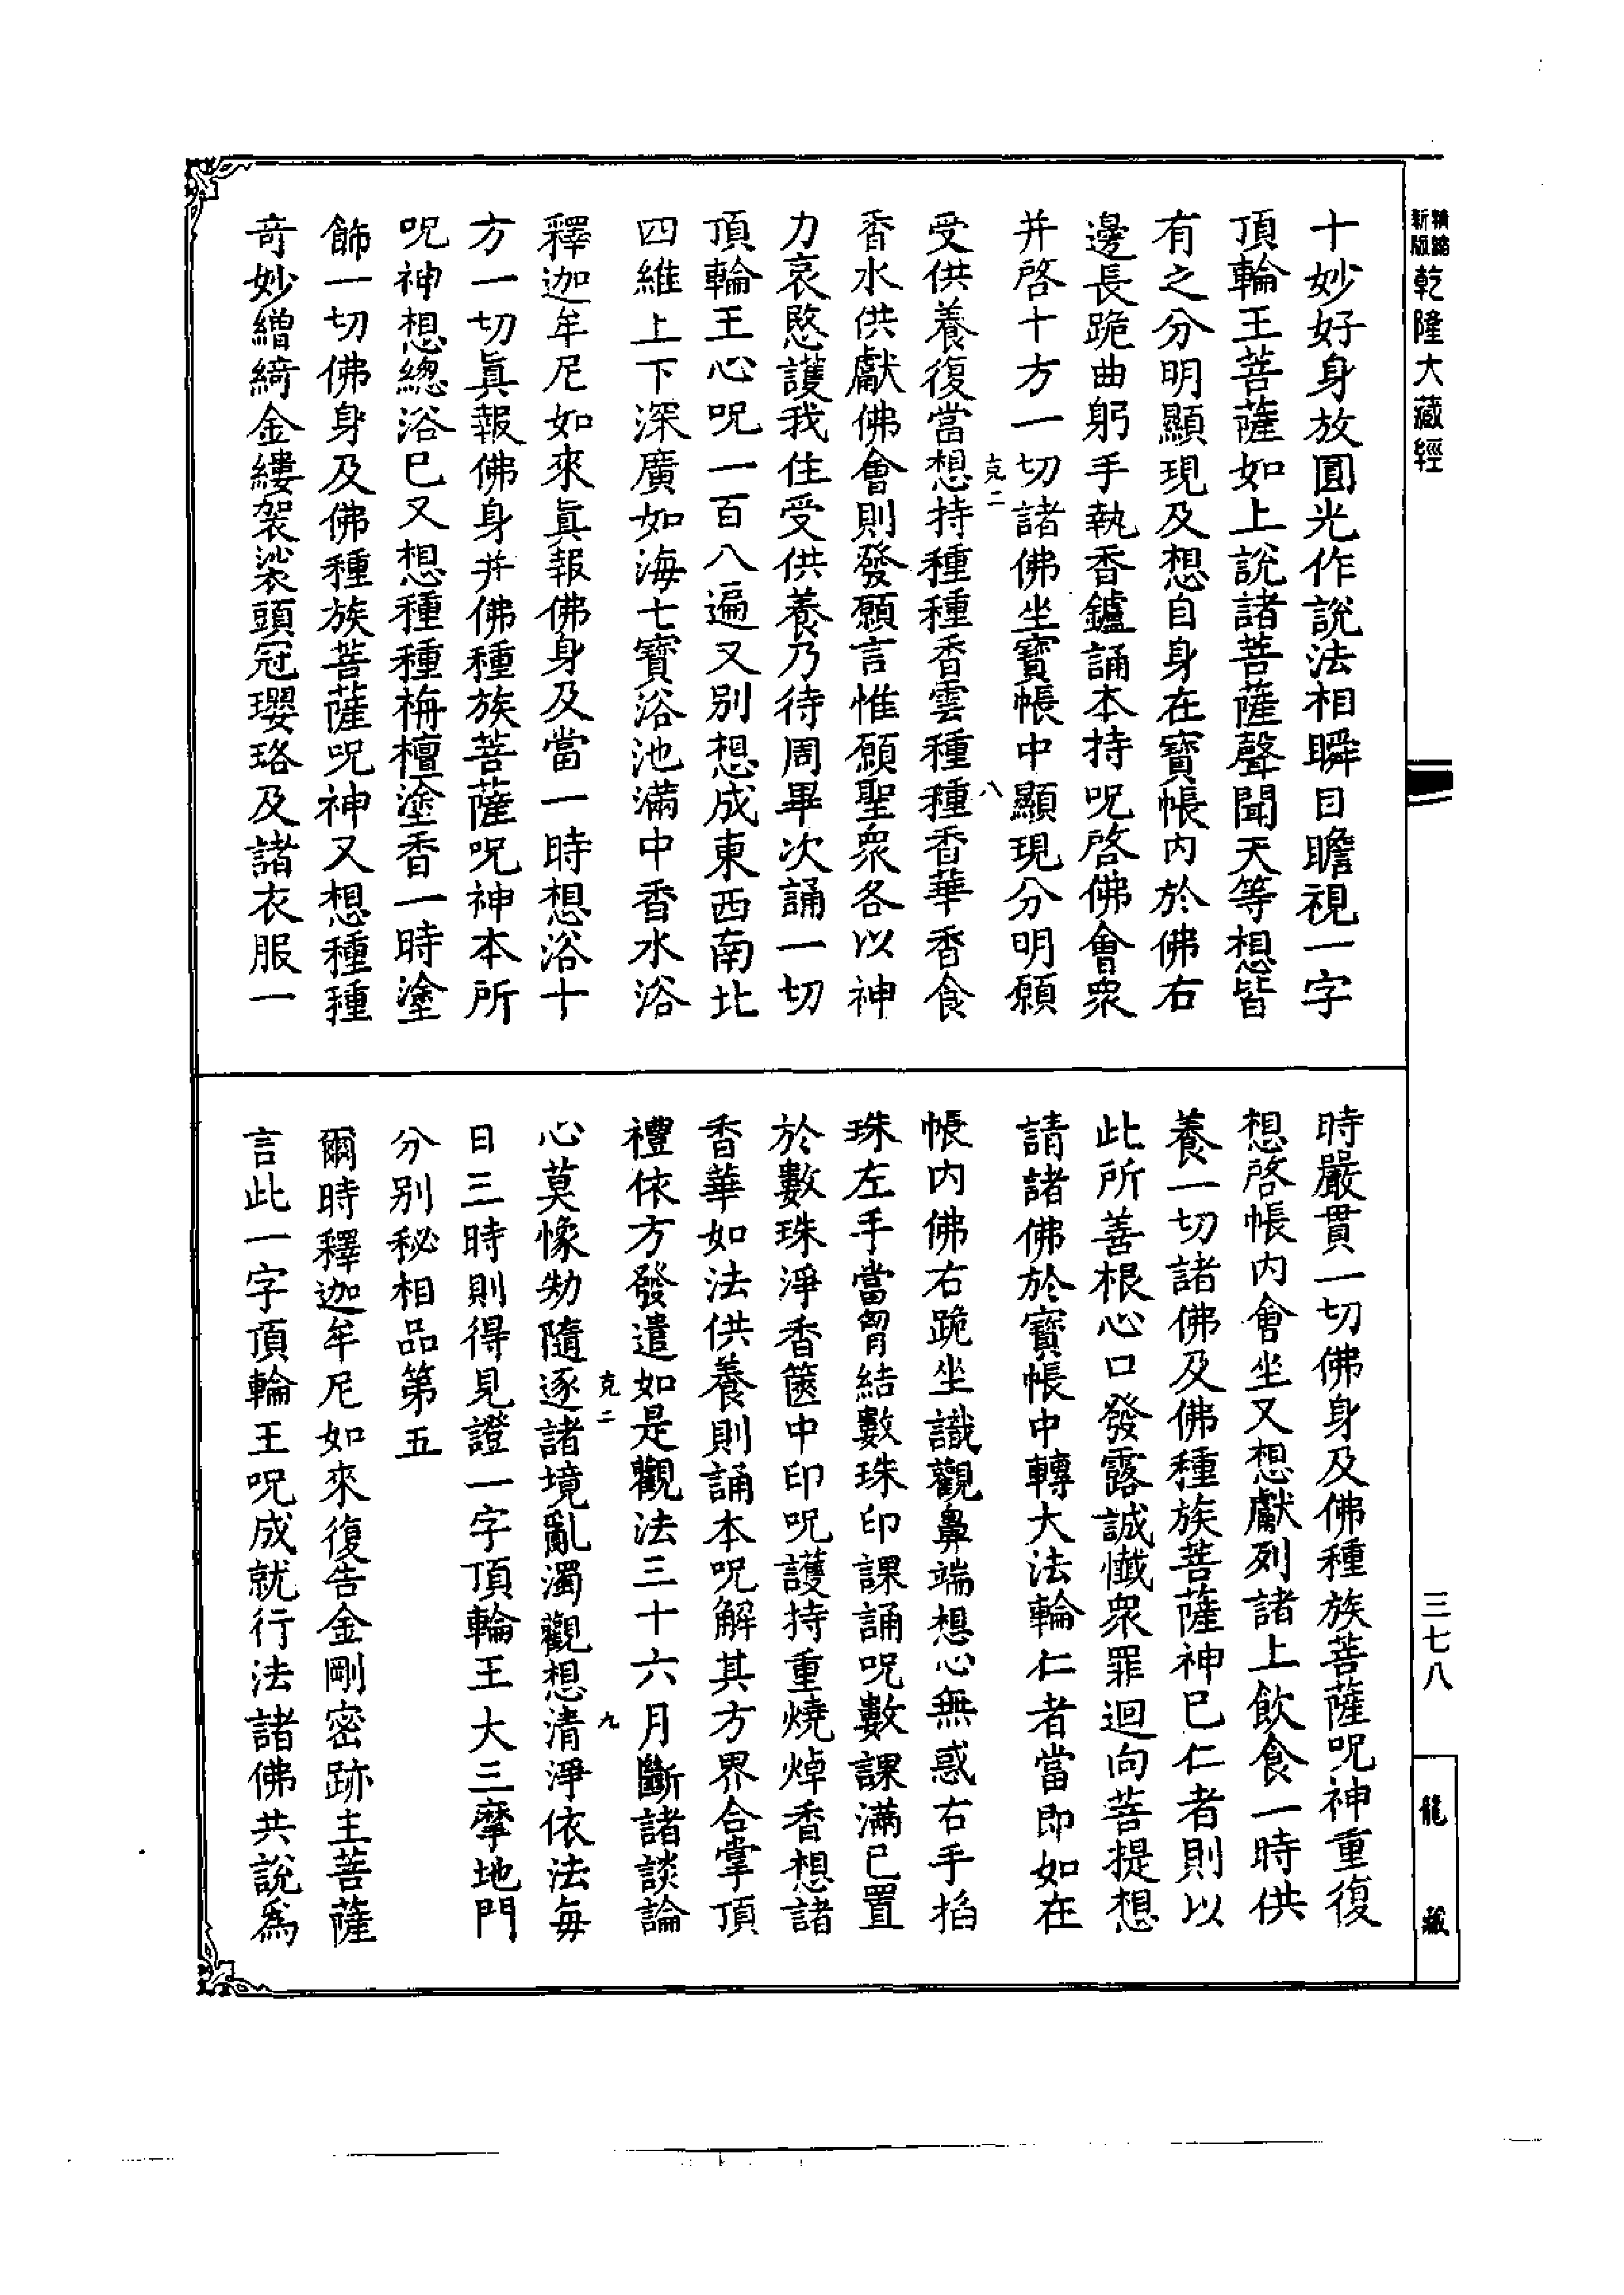 新版精縮乾隆大藏經
十妙好身放圓光作說法相瞬目瞻視一字
頂輪王菩薩如上說諸菩薩聲聞天等想皆
有之分明顯現及想自身在寶帳內於佛右
邊長跪曲躬手執香鑪誦本持呪啓佛會眾
并啓十方一切諸佛坐寶帳中顯現分明願
克二 八
受供養復當想持種種香雲種種香華香食
香水供獻佛會則發願言惟願聖眾各以神
力哀愍護我住受供養乃待周畢次誦一切
頂輪王心呪一百八遍又別想成東西南北
四維上下深廣如海七寶浴池滿中香水浴
釋迦牟尼如來眞報佛身及當一時想浴十
方一切眞報佛身并佛種族菩薩呪神本所
呪神想總浴巳又想種種栴檀塗香一時塗
飾一切佛身及佛種族菩薩呪神又想種種
奇妙繒綺金縷袈裟頭冠瓔珞及諸衣服一
時嚴貫一切佛身及佛種族菩薩呪神重復
想啓帳內會坐又想獻列諸上飲食一時供
養一切諸佛及佛種族菩薩神巳仁者則以
此所善根心口發露誠懺眾罪迴向菩提想
請諸佛於寶帳中轉大法輪仁者當即如在
帳內佛右跪坐識觀鼻端想心無惑右手掐
珠左手當胷結數珠印課誦呪數課滿已置
於數珠淨香篋中印呪護持重燒焯香想諸
香華如法供養則誦本呪解其方界合掌頂
禮依方發遣如是觀法三十六月斷諸談論
克二 九
心莫懞㓜隨逐諸境亂濁觀想清淨依法每
日三時則得見證一字頂輪王大三摩地門
分別秘相品第五
爾時釋迦牟尼如來復告金剛密跡主菩薩
言此一字頂輪王呪成就行法諸佛共說爲
三七八
龍藏